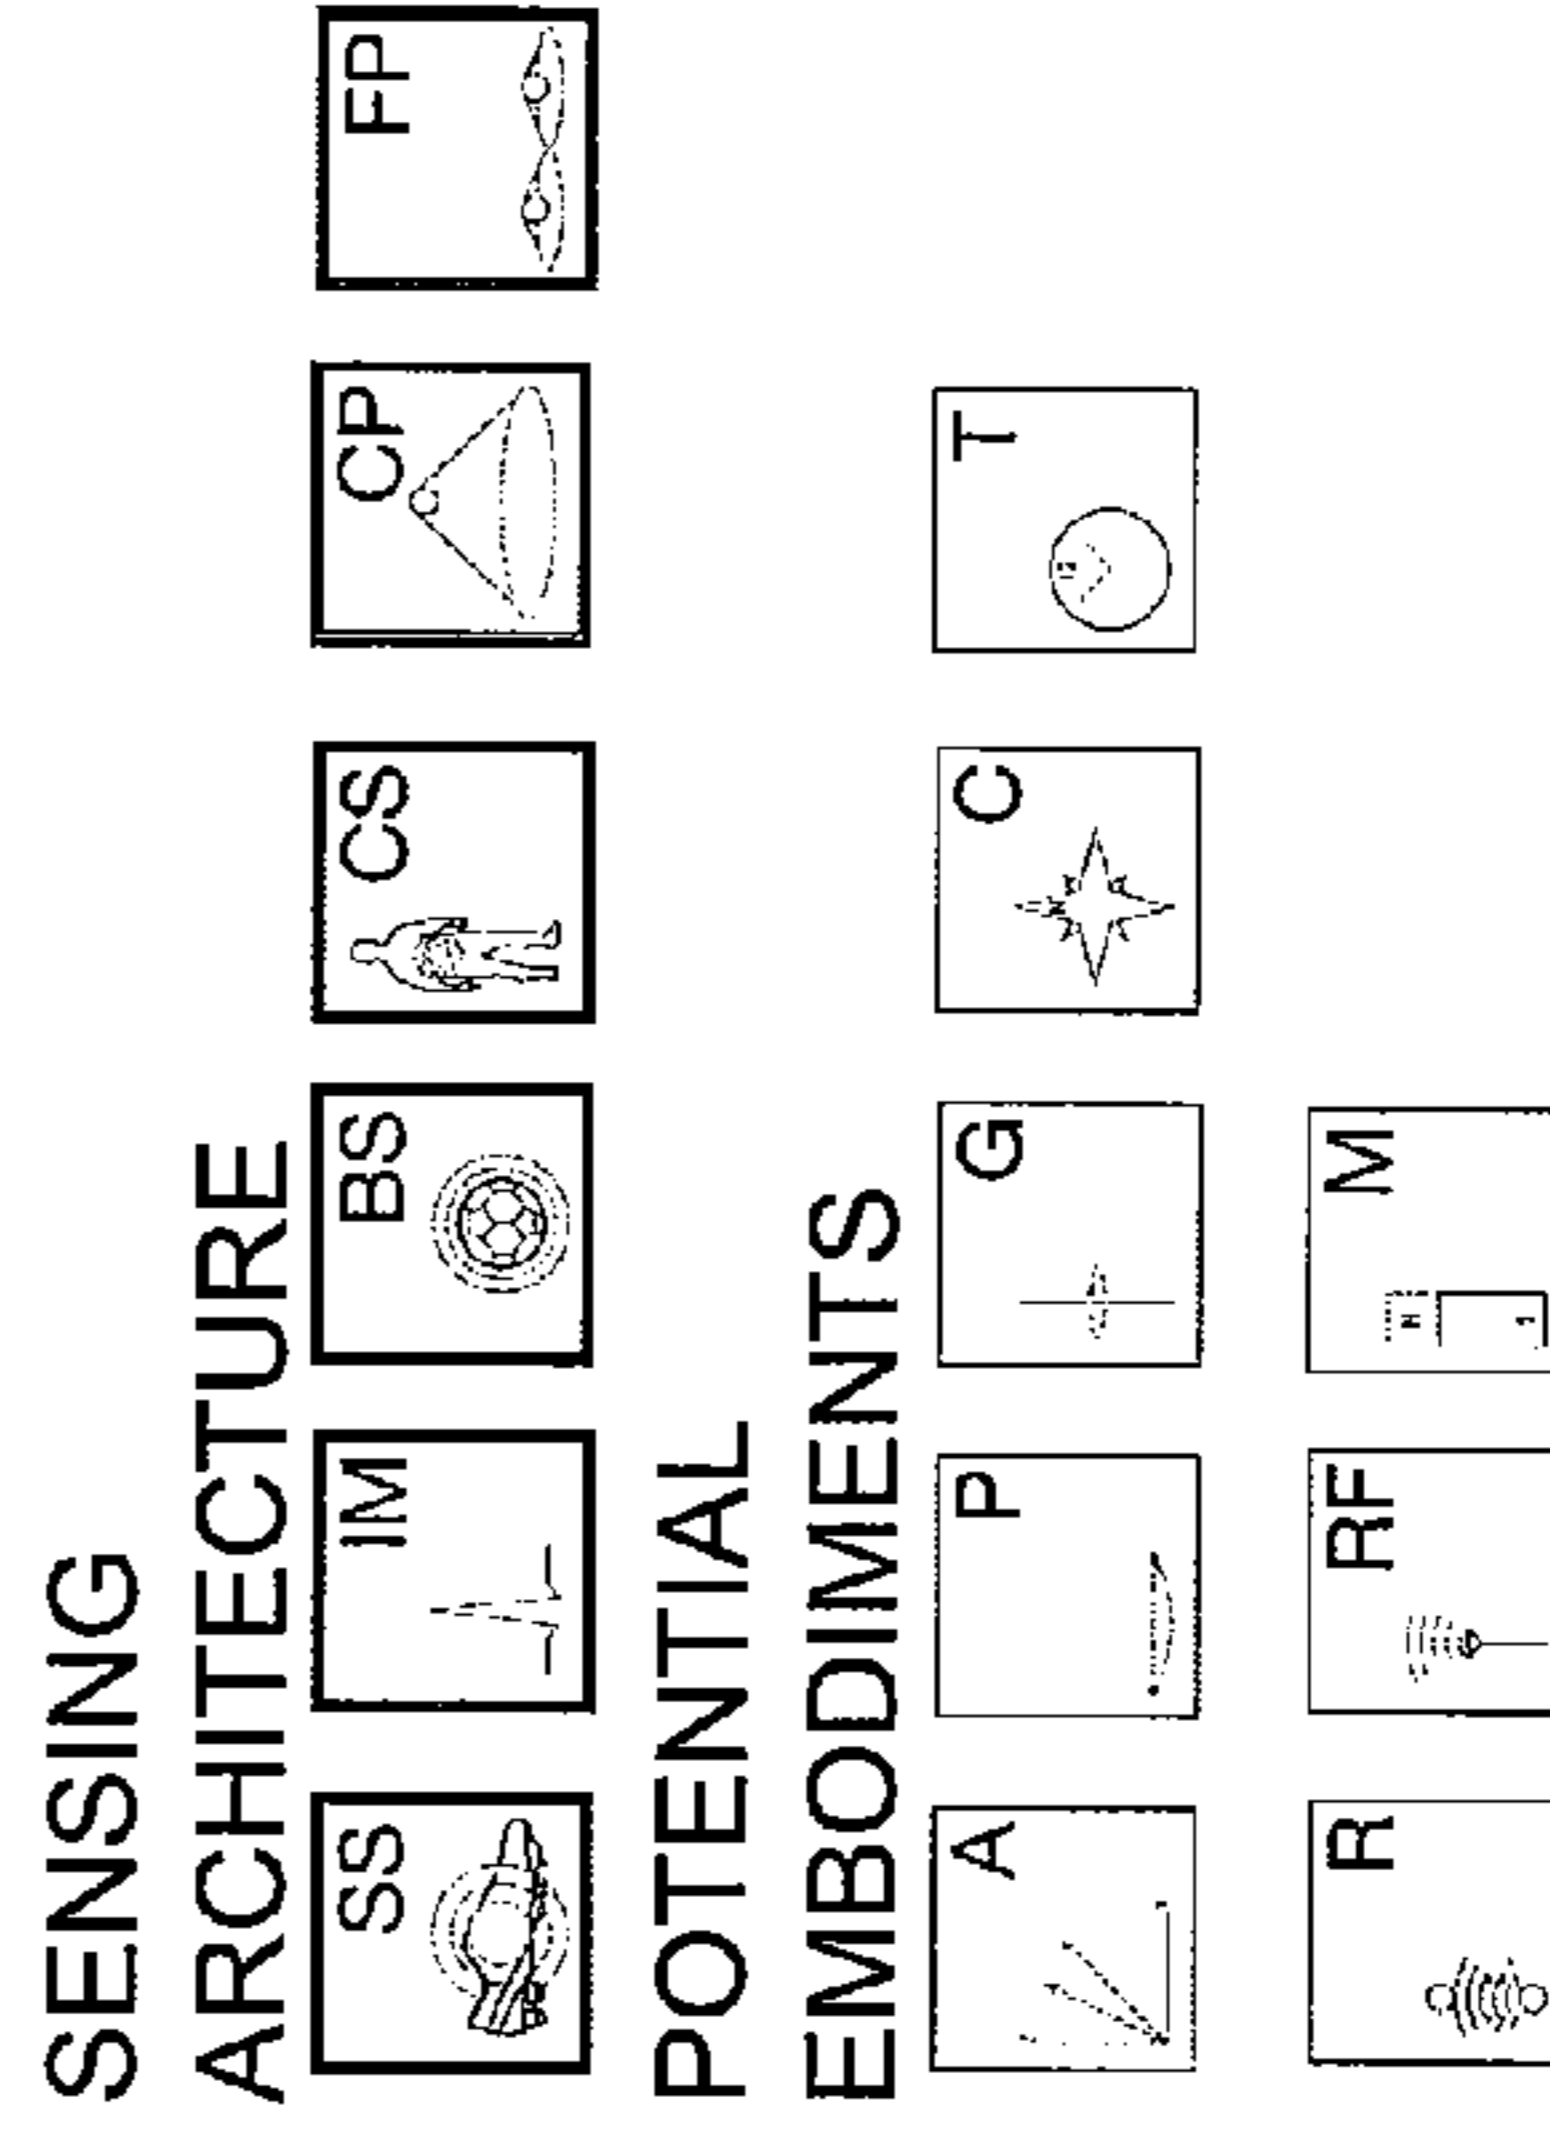 SENSING
ARCHITECTURE
SS IM BS CS CP FP
POTENTIAL
EMBODIMENTS
A P G C T
R RF M